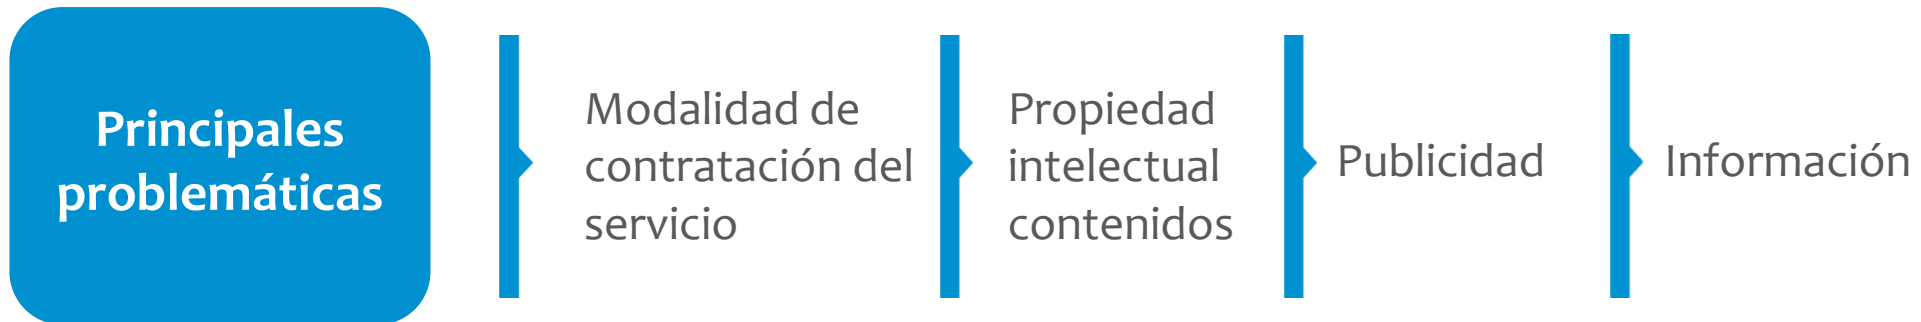 Principales
problemáticas
Modalidad de
contratación del
servicio
Propiedad
intelectual
contenidos
Publicidad
Información